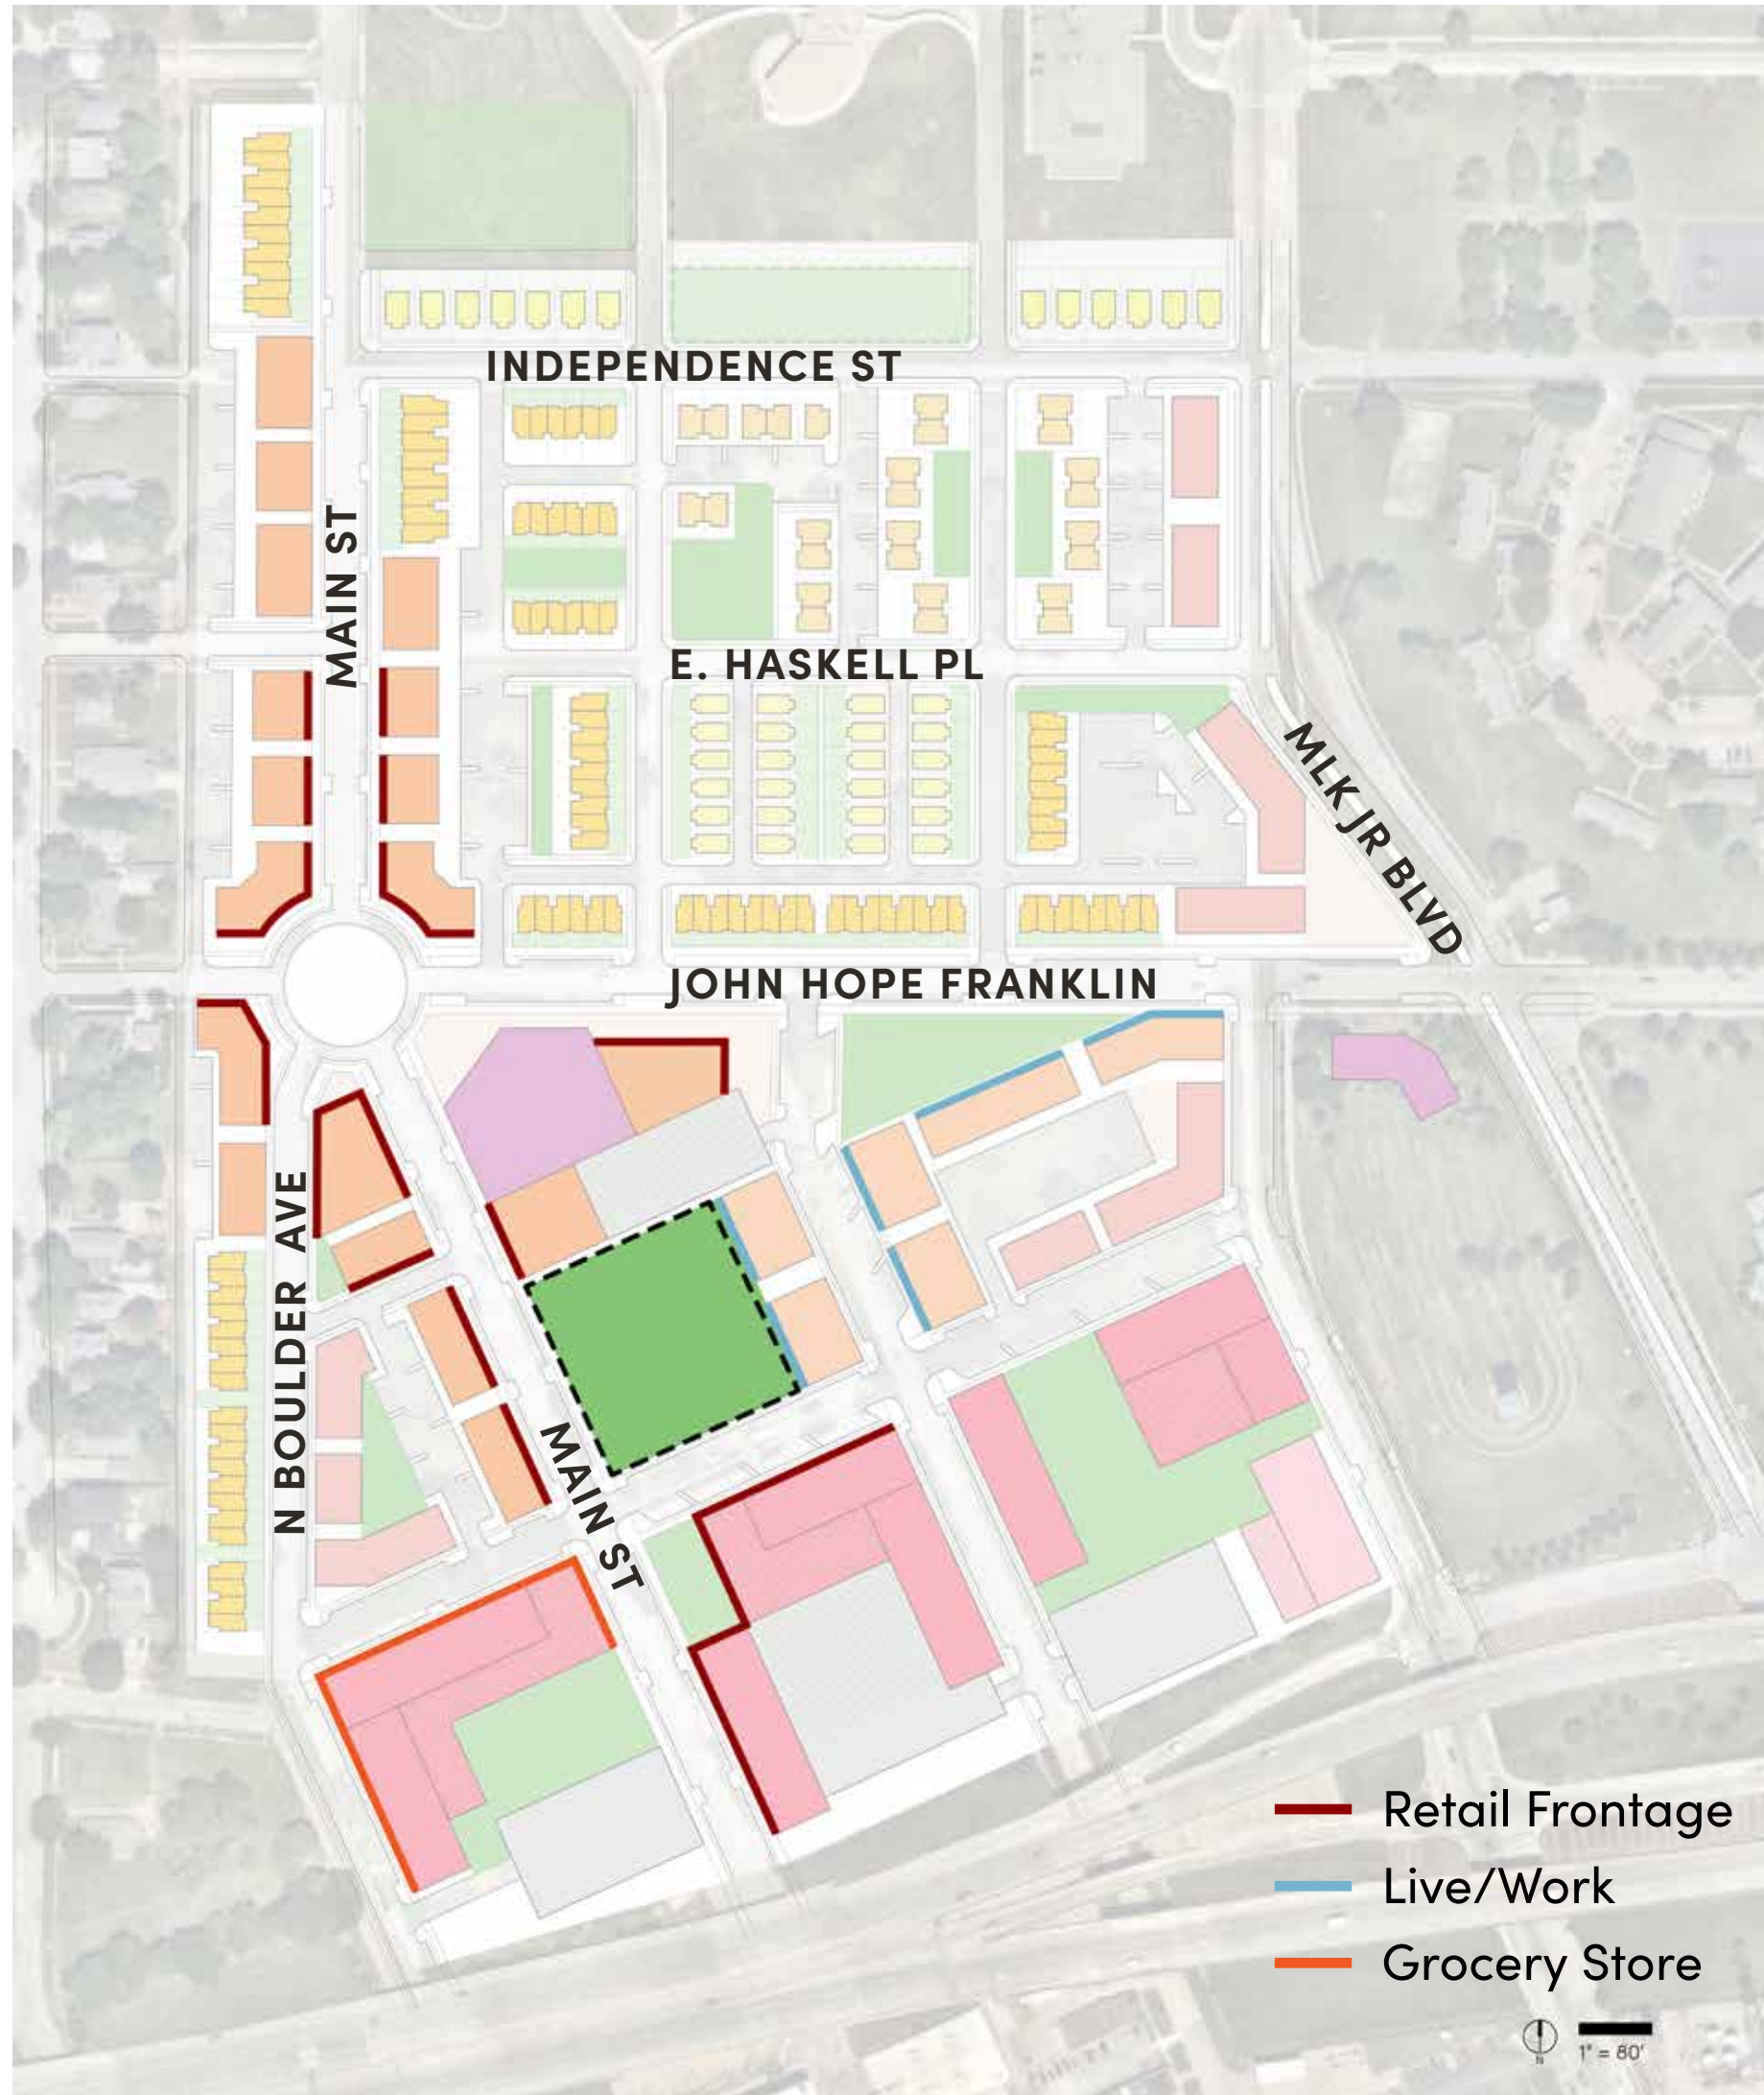 INDEPENDENCE ST
MAIN ST
E. HASKELL PL
MLK JR BLVD
JOHN HOPE FRANKLIN
N BOULDER AVE
MAIN ST
Retail Frontage
Live/Work
Grocery Store
N
1" = 80'